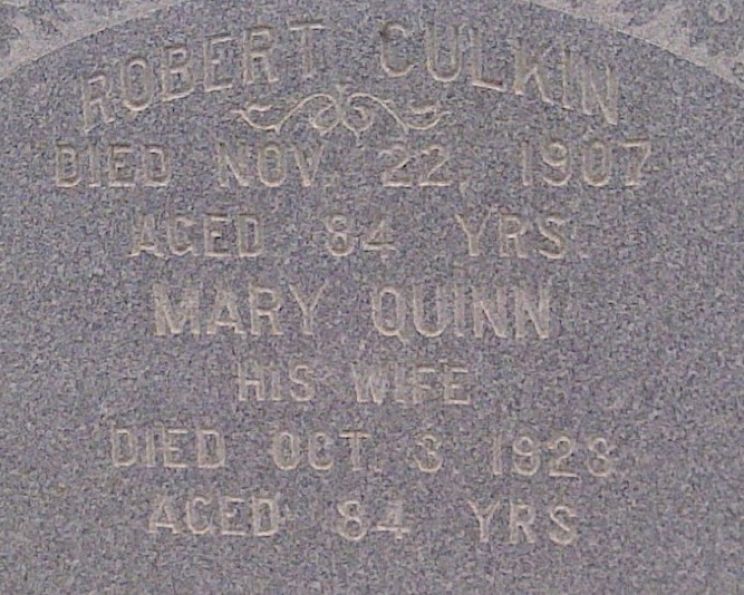 ROBERT CULKIN
DIED NOV. 22, 1907
AGED 84 YRS.
MARY QUINN
HIS WIFE
DIED OCT. 3 1923
AGED 84 YRS